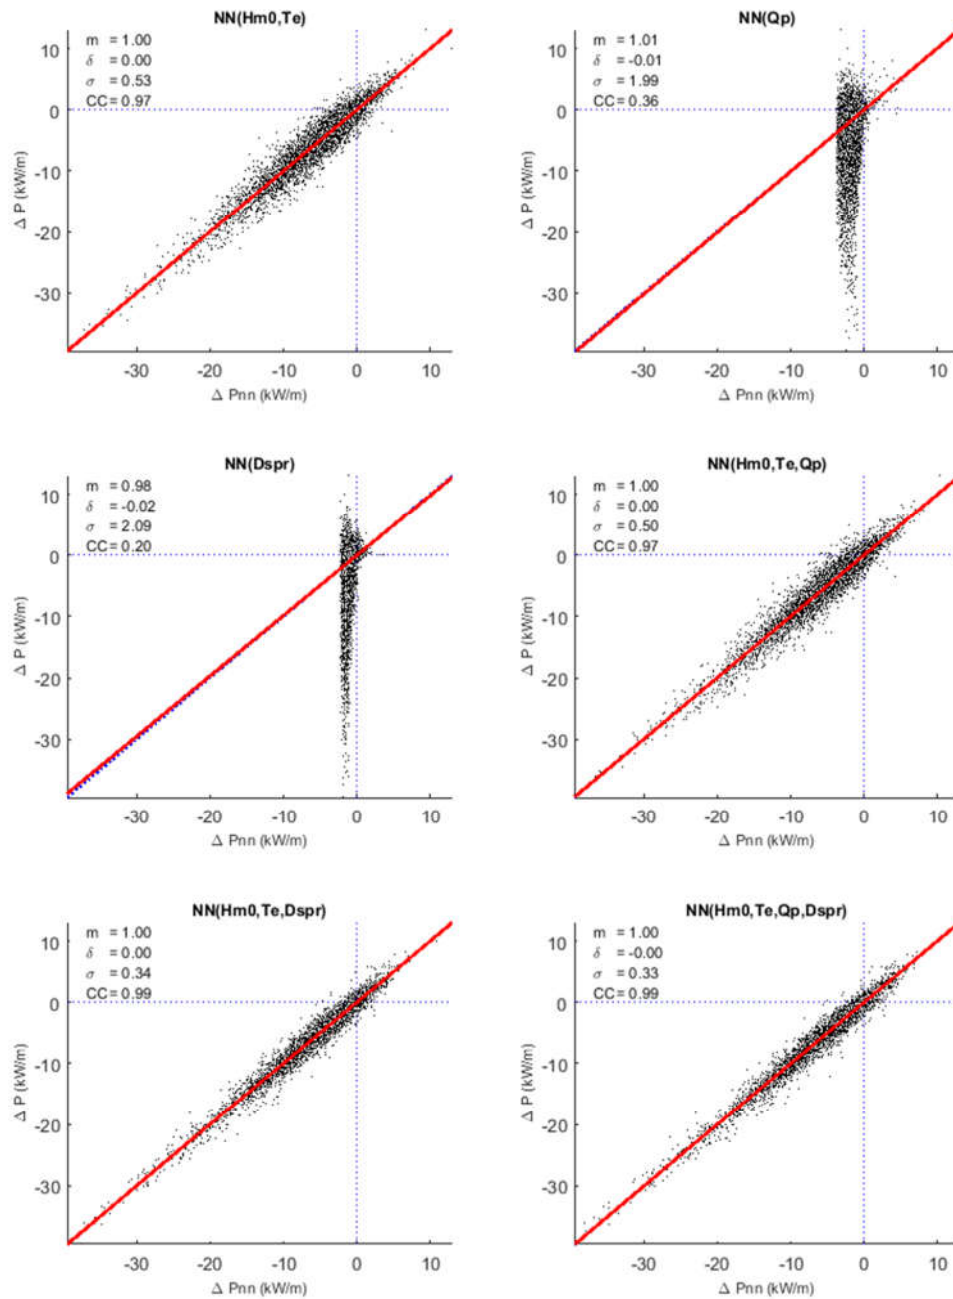 NN(Hm0,Te)
m = 1.00
δ = 0.00
σ = 0.53
CC = 0.97
10
0
-10
-20
-30
Δ P (kW/m)
-30 -20 -10 0 10
Δ Pnn (kW/m)
NN(Qp)
m = 1.01
δ = -0.01
σ = 1.99
CC = 0.36
10
0
-10
-20
-30
Δ P (kW/m)
-30 -20 -10 0 10
Δ Pnn (kW/m)
NN(Dspr)
m = 0.98
δ = -0.02
σ = 2.09
CC = 0.20
10
0
-10
-20
-30
Δ P (kW/m)
-30 -20 -10 0 10
Δ Pnn (kW/m)
NN(Hm0,Te,Qp)
m = 1.00
δ = 0.00
σ = 0.50
CC = 0.97
10
0
-10
-20
-30
Δ P (kW/m)
-30 -20 -10 0 10
Δ Pnn (kW/m)
NN(Hm0,Te,Dspr)
m = 1.00
δ = 0.00
σ = 0.34
CC = 0.99
10
0
-10
-20
-30
Δ P (kW/m)
-30 -20 -10 0 10
Δ Pnn (kW/m)
NN(Hm0,Te,Qp,Dspr)
m = 1.00
δ = -0.00
σ = 0.33
CC = 0.99
10
0
-10
-20
-30
Δ P (kW/m)
-30 -20 -10 0 10
Δ Pnn (kW/m)